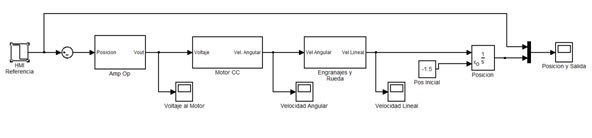 HMI
Referencia
Posicion
Vout
Amp Op
Voltaje
Vel. Angular
Motor CC
Vel Angular
Vel Lineal
Engranajes y
Rueda
Voltaje al Motor
Velocidad Angular
Velocidad Lineal
-1.5
Pos Inicial
1
s
xo
Posicion
Posicion y Salida